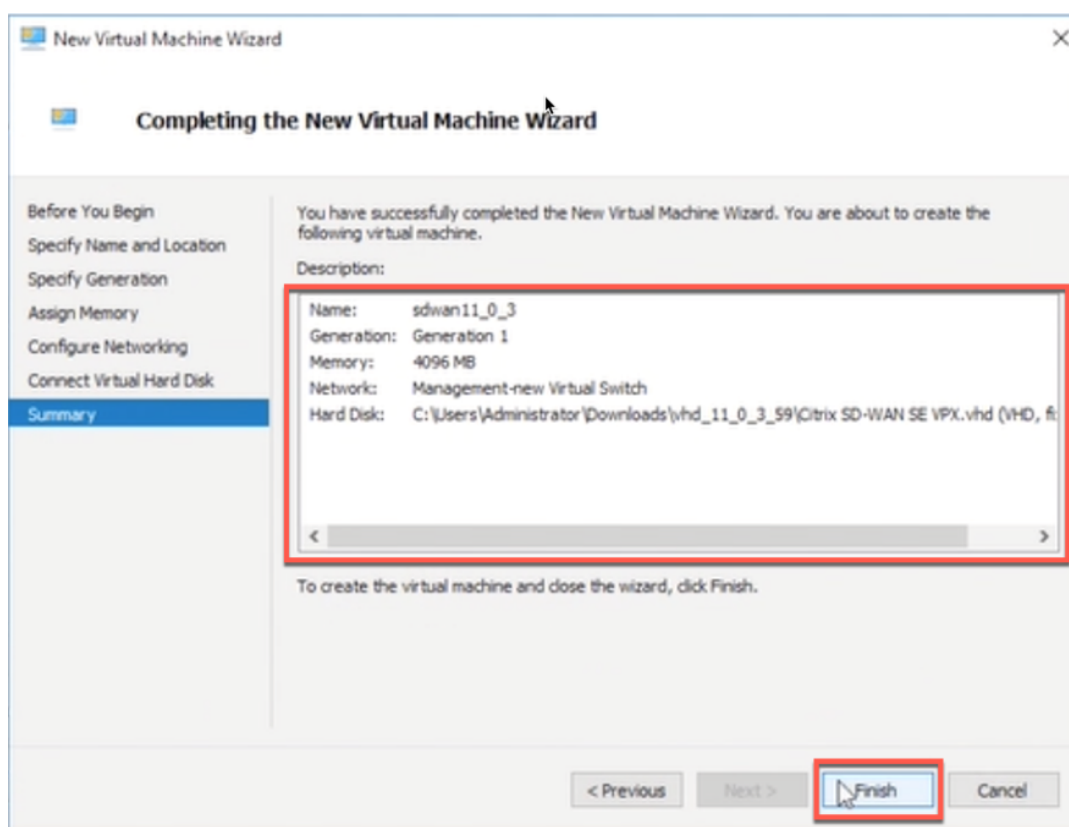 New Virtual Machine Wizard
Completing the New Virtual Machine Wizard
Before You Begin
Specify Name and Location
Specify Generation
Assign Memory
Configure Networking
Connect Virtual Hard Disk
Summary
You have successfully completed the New Virtual Machine Wizard. You are about to create the
following virtual machine.
Description:
Name: sdwan11_0_3
Generation: Generation 1
Memory: 4096 MB
Network: Management-new Virtual Switch
Hard Disk: C:\Users\Administrator\Downloads\vhd_11_0_3_59\Citrix SD-WAN SE VPX.vhd (VHD,
To create the virtual machine and close the wizard, click Finish.
< Previous
Next >
Finish
Cancel